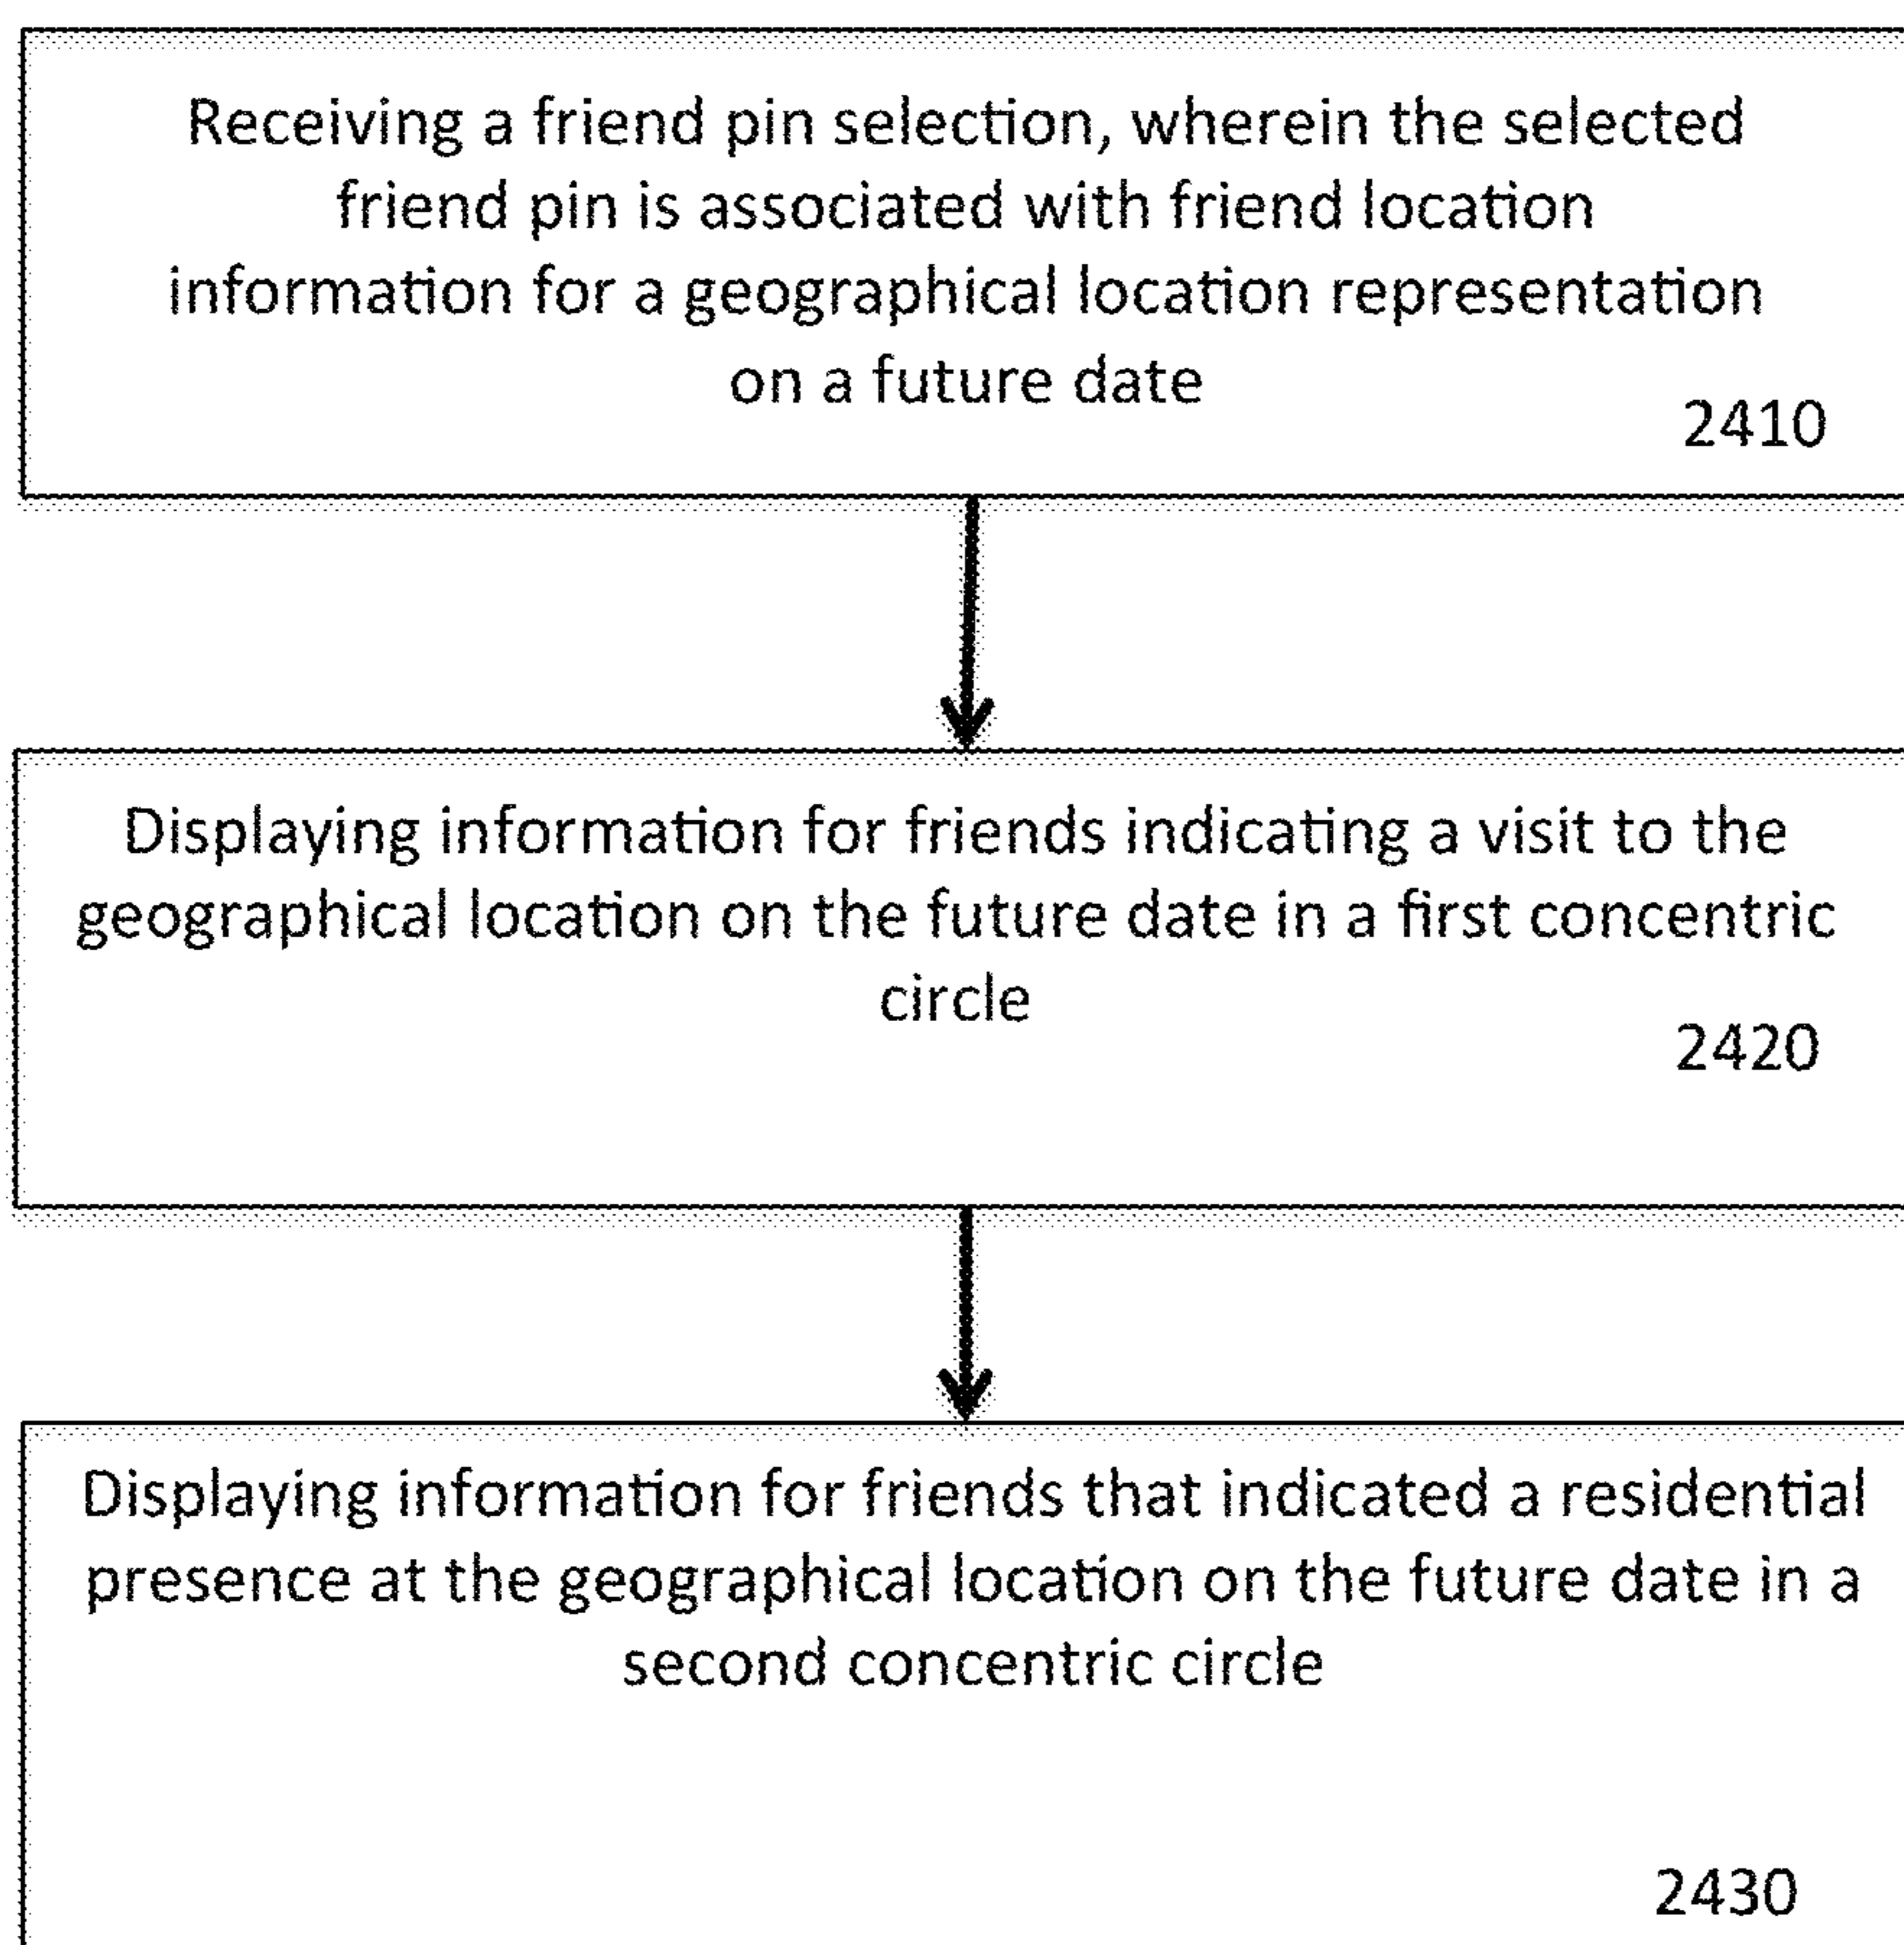 Receiving a friend pin selection, wherein the selected
friend pin is associated with friend location
information for a geographical location representation
on a future date
2410
Displaying information for friends indicating a visit to the
geographical location on the future date in a first concentric
circle
2420
Displaying information for friends that indicated a residential
presence at the geographical location on the future date in a
second concentric circle
2430